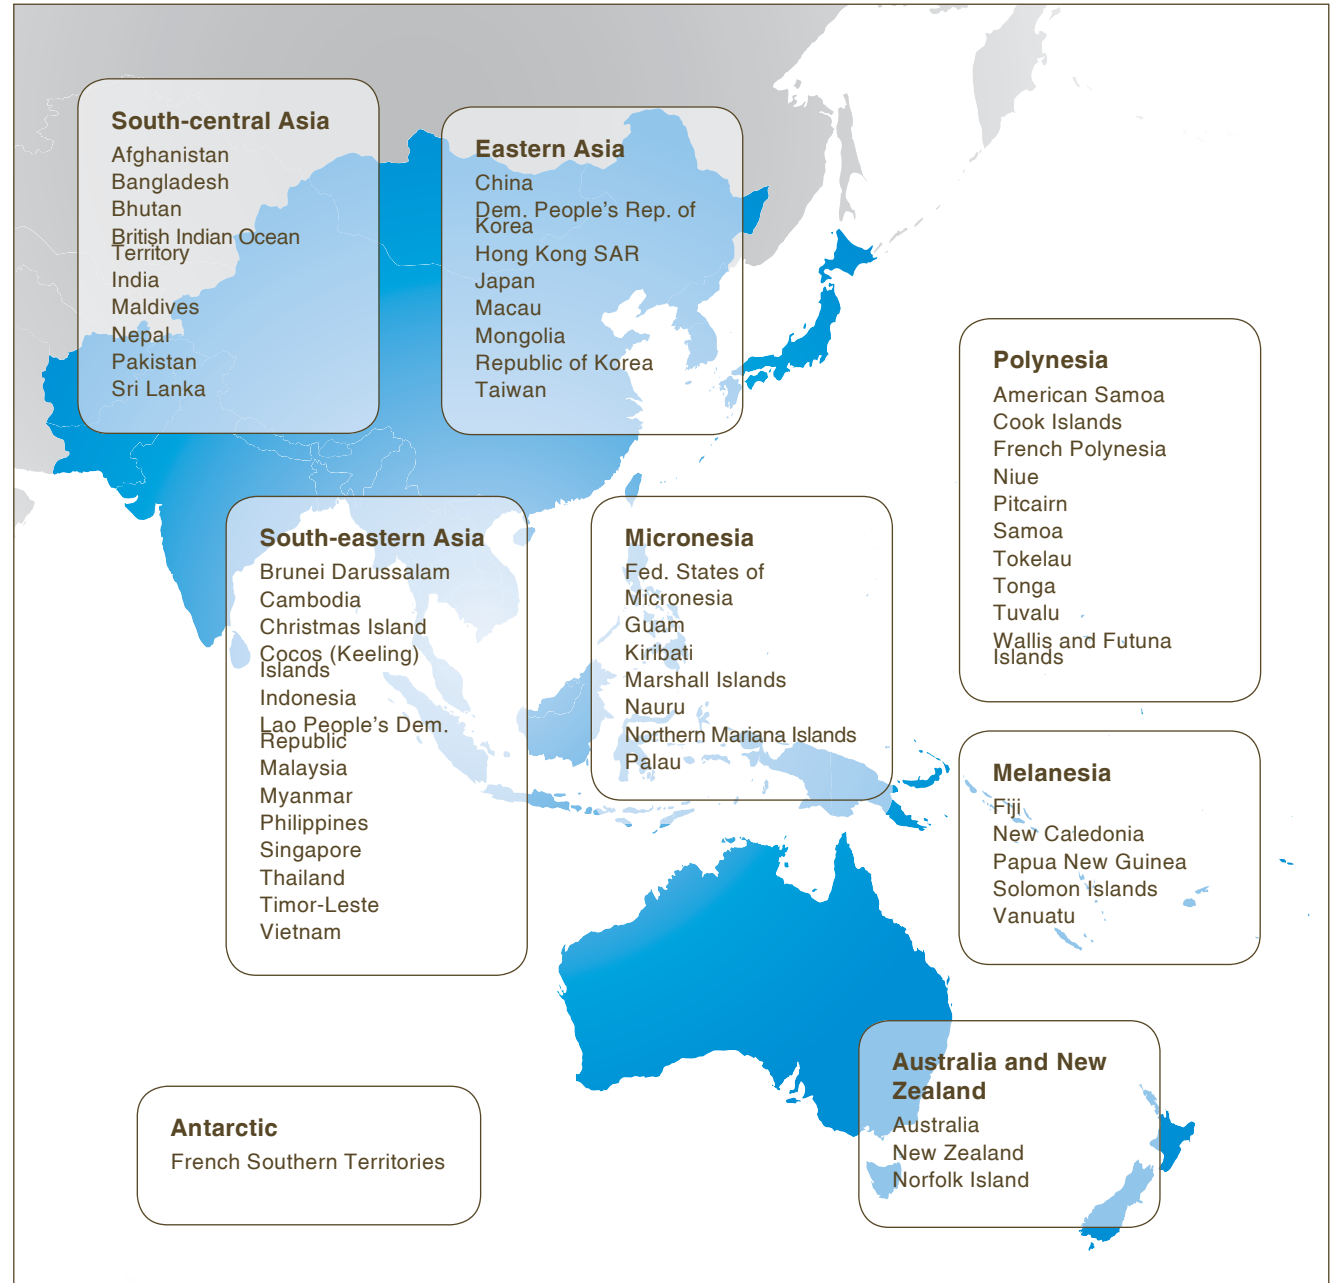 South-central Asia
Afghanistan
Bangladesh
Bhutan
British Indian Ocean
Territory
India
Maldives
Nepal
Pakistan
Sri Lanka
Eastern Asia
China
Dem. People's Rep. of
Korea
Hong Kong SAR
Japan
Macau
Mongolia
Republic of Korea
Taiwan
Polynesia
American Samoa
Cook Islands
French Polynesia
Niue
Pitcairn
Samoa
Tokelau
Tonga
Tuvalu
Wallis and Futuna
Islands
South-eastern Asia
Brunei Darussalam
Cambodia
Christmas Island
Cocos (Keeling)
Islands
Indonesia
Lao People's Dem.
Republic
Malaysia
Myanmar
Philippines
Singapore
Thailand
Timor-Leste
Vietnam
Micronesia
Fed. States of
Micronesia
Guam
Kiribati
Marshall Islands
Nauru
Northern Mariana Islands
Palau
Melanesia
Fiji
New Caledonia
Papua New Guinea
Solomon Islands
Vanuatu
Australia and New
Zealand
Australia
New Zealand
Norfolk Island
Antarctic
French Southern Territories